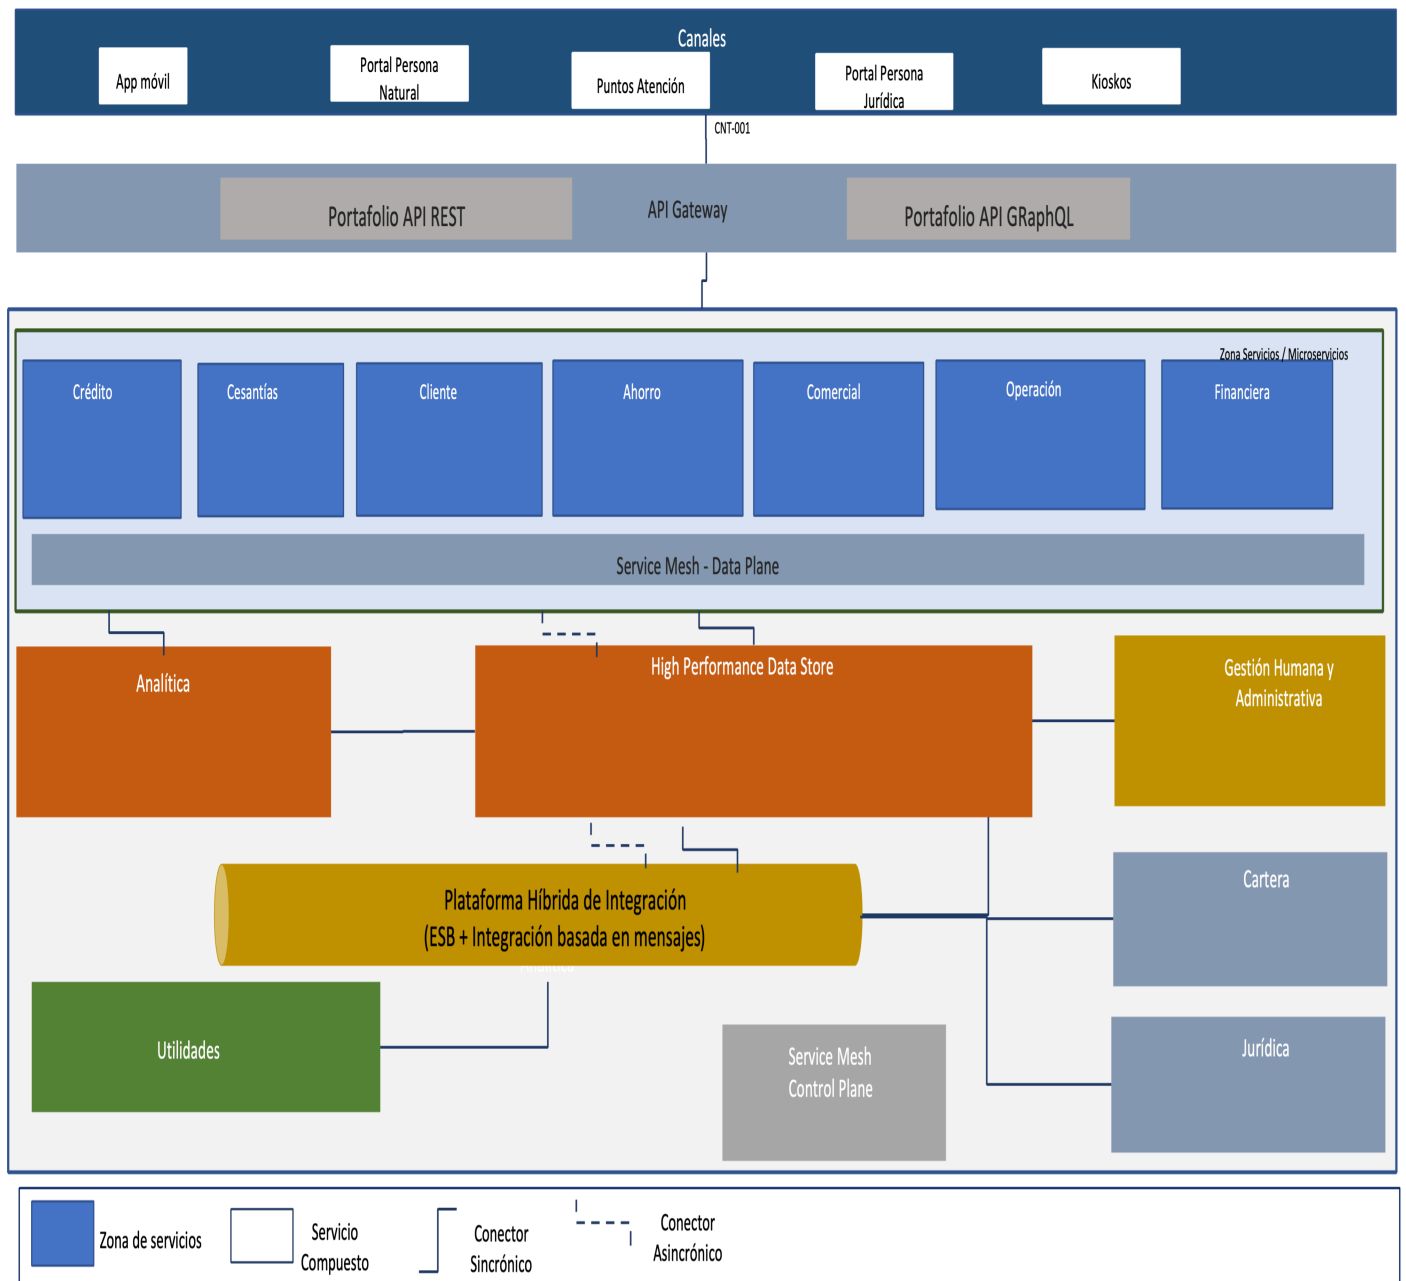 Canales
App móvil
Portal Persona
Natural
Puntos Atención
Portal Persona
Jurídica
Kioskos
CNT-001
Portafolio API REST
API Gateway
Portafolio API GRaphQL
Zona Servicios / Microservicios
Crédito
Cesantías
Cliente
Ahorro
Comercial
Operación
Financiera
Service Mesh - Data Plane
Analítica
High Performance Data Store
Gestión Humana y
Administrativa
Plataforma Híbrida de Integración
(ESB + Integración basada en mensajes)
Cartera
Analítica
Utilidades
Service Mesh
Control Plane
Jurídica
Zona de servicios
Servicio
Compuesto
Conector
Sincrónico
Conector
Asincrónico